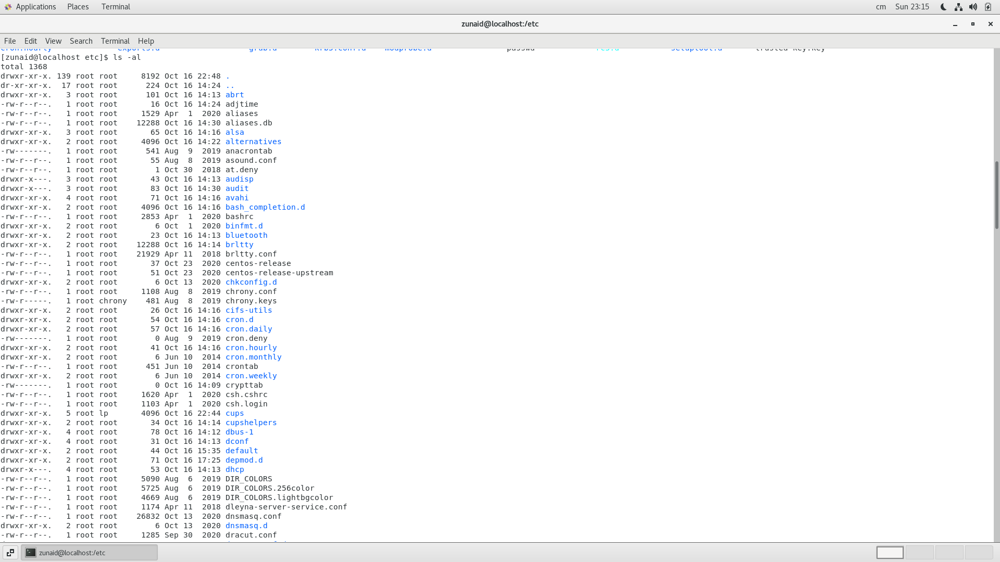 Applications Places Terminal cm Sun 23:15
zunaid@localhost:/etc
File Edit View Search Terminal Help
cron.hourly exports.d grub.d krb5.conf.d modprobe.d passwd rc5.d setuptool.d trusted-key.key
[zunaid@localhost etc]$ ls -al
total 1368
drwxr-xr-x. 139 root root 8192 Oct 16 22:48 .
dr-xr-xr-x. 17 root root 224 Oct 16 14:24 ..
drwxr-xr-x. 3 root root 101 Oct 16 14:13 abrt
-rw-r--r--. 1 root root 16 Oct 16 14:24 adjtime
-rw-r--r--. 1 root root 1529 Apr 1 2020 aliases
-rw-r--r--. 1 root root 12288 Oct 16 14:30 aliases.db
drwxr-xr-x. 3 root root 65 Oct 16 14:16 alsa
drwxr-xr-x. 2 root root 4096 Oct 16 14:22 alternatives
-rw-------. 1 root root 541 Aug 9 2019 anacrontab
-rw-r--r--. 1 root root 55 Aug 8 2019 asound.conf
-rw-r--r--. 1 root root 1 Oct 30 2018 at.deny
drwxr-x---. 3 root root 43 Oct 16 14:13 audisp
drwxr-x---. 3 root root 83 Oct 16 14:30 audit
drwxr-xr-x. 4 root root 71 Oct 16 14:16 avahi
drwxr-xr-x. 2 root root 4096 Oct 16 14:16 bash_completion.d
-rw-r--r--. 1 root root 2853 Apr 1 2020 bashrc
drwxr-xr-x. 2 root root 6 Oct 1 2020 binfmt.d
drwxr-xr-x. 2 root root 23 Oct 16 14:13 bluetooth
drwxr-xr-x. 2 root root 12288 Oct 16 14:14 brltty
-rw-r--r--. 1 root root 21929 Apr 11 2018 brltty.conf
-rw-r--r--. 1 root root 37 Oct 23 2020 centos-release
-rw-r--r--. 1 root root 51 Oct 23 2020 centos-release-upstream
drwxr-xr-x. 2 root root 6 Oct 13 2020 chkconfig.d
-rw-r--r--. 1 root root 1108 Aug 8 2019 chrony.conf
-rw-r-----. 1 root chrony 481 Aug 8 2019 chrony.keys
drwxr-xr-x. 2 root root 26 Oct 16 14:16 cifs-utils
drwxr-xr-x. 2 root root 54 Oct 16 14:16 cron.d
drwxr-xr-x. 2 root root 57 Oct 16 14:16 cron.daily
-rw-------. 1 root root 0 Aug 9 2019 cron.deny
drwxr-xr-x. 2 root root 41 Oct 16 14:16 cron.hourly
drwxr-xr-x. 2 root root 6 Jun 10 2014 cron.monthly
-rw-r--r--. 1 root root 451 Jun 10 2014 crontab
drwxr-xr-x. 2 root root 6 Jun 10 2014 cron.weekly
-rw-------. 1 root root 0 Oct 16 14:09 crypttab
-rw-r--r--. 1 root root 1620 Apr 1 2020 csh.cshrc
-rw-r--r--. 1 root root 1103 Apr 1 2020 csh.login
drwxr-xr-x. 5 root lp 4096 Oct 16 22:44 cups
drwxr-xr-x. 2 root root 34 Oct 16 14:14 cupshelpers
drwxr-xr-x. 4 root root 78 Oct 16 14:12 dbus-1
drwxr-xr-x. 4 root root 31 Oct 16 14:13 dconf
drwxr-xr-x. 2 root root 44 Oct 16 15:35 default
drwxr-xr-x. 2 root root 71 Oct 16 17:25 depmod.d
drwxr-x---. 4 root root 53 Oct 16 14:13 dhcp
-rw-r--r--. 1 root root 5090 Aug 6 2019 DIR_COLORS
-rw-r--r--. 1 root root 5725 Aug 6 2019 DIR_COLORS.256color
-rw-r--r--. 1 root root 4669 Aug 6 2019 DIR_COLORS.lightbgcolor
-rw-r--r--. 1 root root 1174 Apr 11 2018 dleyna-server-service.conf
-rw-r--r--. 1 root root 26832 Oct 13 2020 dnsmasq.conf
drwxr-xr-x. 2 root root 6 Oct 13 2020 dnsmasq.d
-rw-r--r--. 1 root root 1285 Sep 30 2020 dracut.conf
zunaid@localhost:/etc